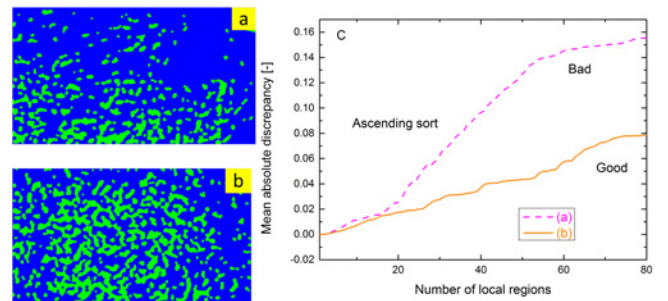 a
b
C
Mean absolute discrepancy [-]
0.16
0.14
0.12
0.10
0.08
0.06
0.04
0.02
0.00
-0.02
Ascending sort
Bad
Good
(a)
(b)
20
40
60
80
Number of local regions